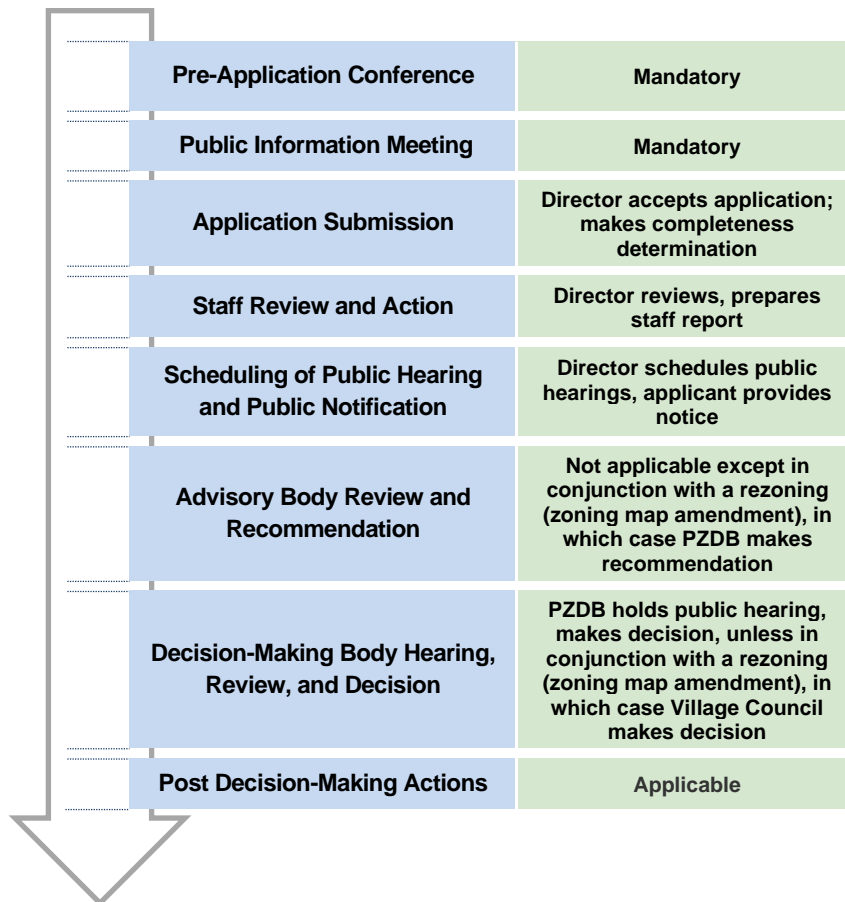 Pre-Application Conference
Mandatory
Public Information Meeting
Mandatory
Application Submission
Director accepts application;
makes completeness
determination
Staff Review and Action
Director reviews, prepares
staff report
Scheduling of Public Hearing
and Public Notification
Director schedules public
hearings, applicant provides
notice
Advisory Body Review and
Recommendation
Not applicable except in
conjunction with a rezoning
(zoning map amendment), in
which case PZDB makes
recommendation
Decision-Making Body Hearing,
Review, and Decision
PZDB holds public hearing,
makes decision, unless in
conjunction with a rezoning
(zoning map amendment), in
which case Village Council
makes decision
Post Decision-Making Actions
Applicable